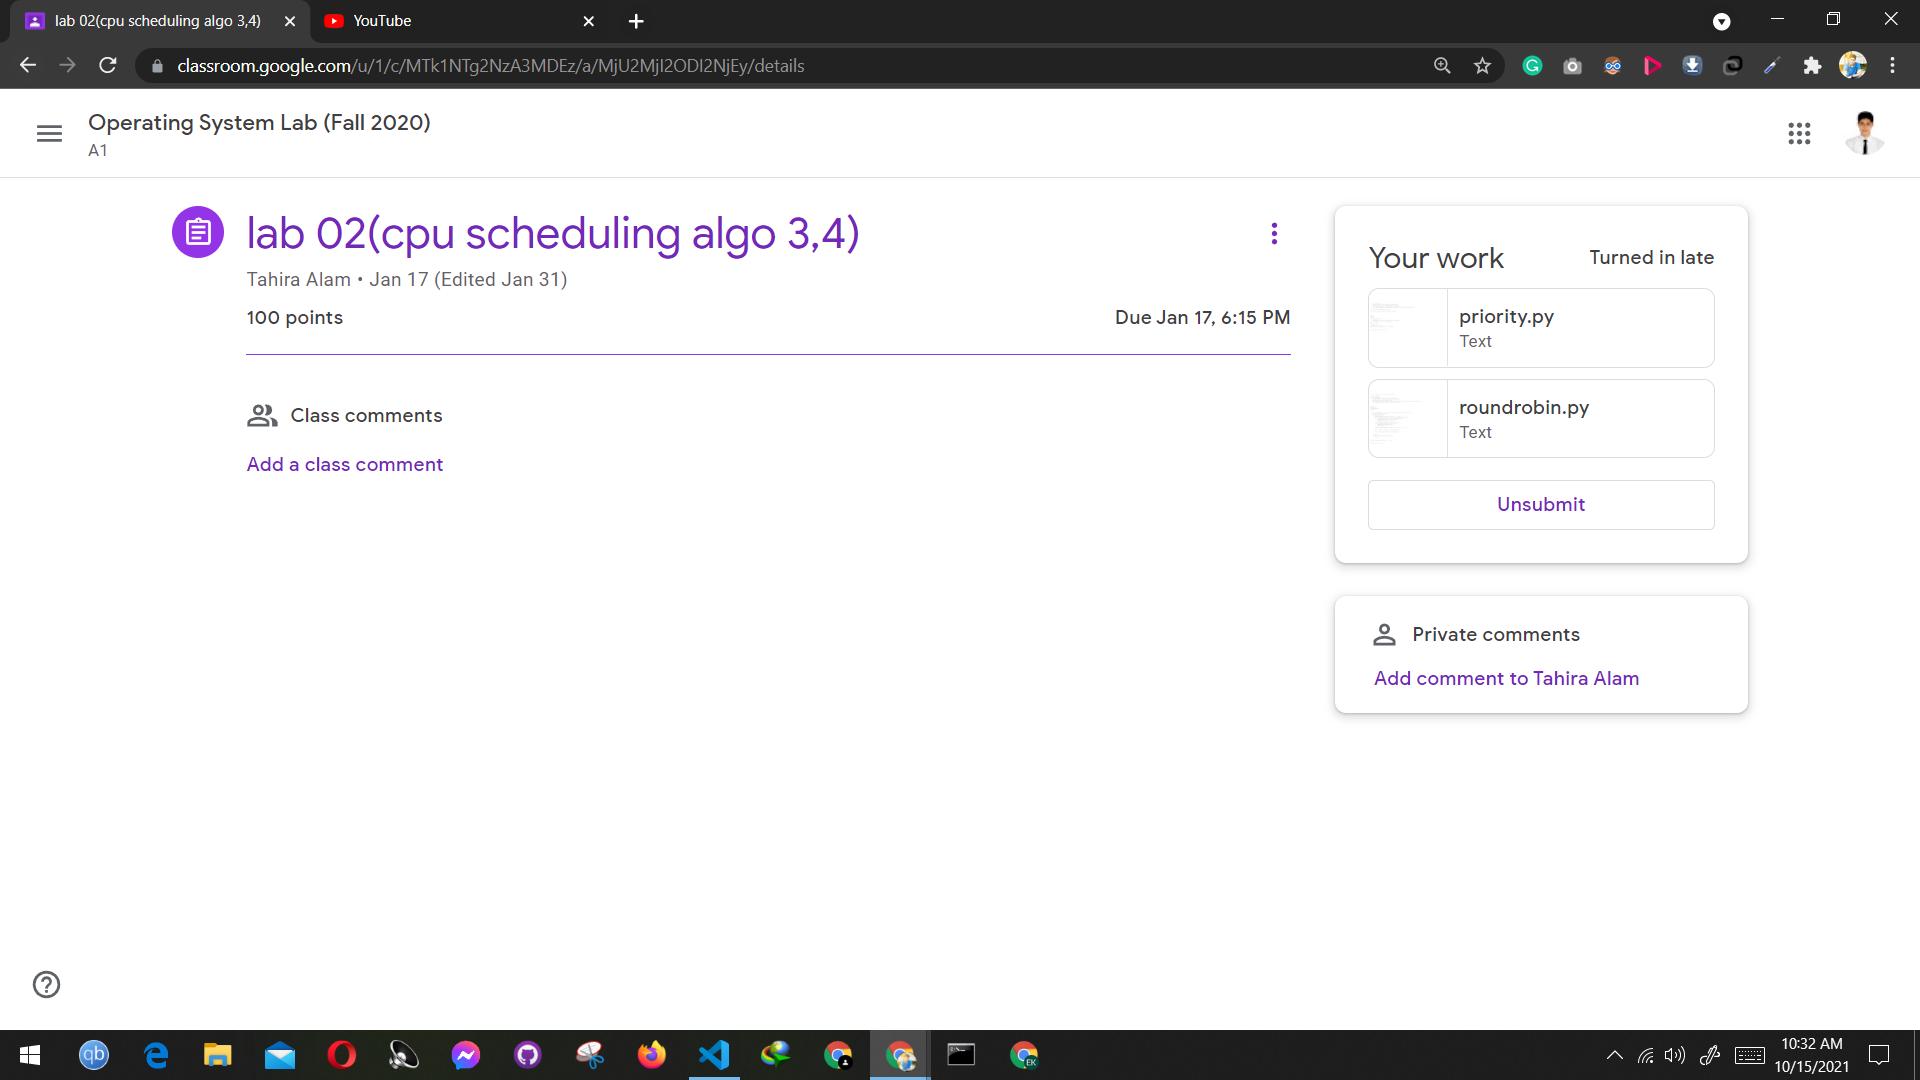 lab 02(cpu scheduling algo 3,4)
YouTube
classroom.google.com/u/1/c/MTk1NTg2NzA3MDEz/a/MjU2MjI2ODI2NjEy/details
Operating System Lab (Fall 2020)
A1
lab 02(cpu scheduling algo 3,4)
Tahira Alam • Jan 17 (Edited Jan 31)
100 points
Due Jan 17, 6:15 PM
Class comments
Add a class comment
Your work
Turned in late
priority.py
Text
roundrobin.py
Text
Unsubmit
Private comments
Add comment to Tahira Alam
qb
EK
10:32 AM
10/15/2021